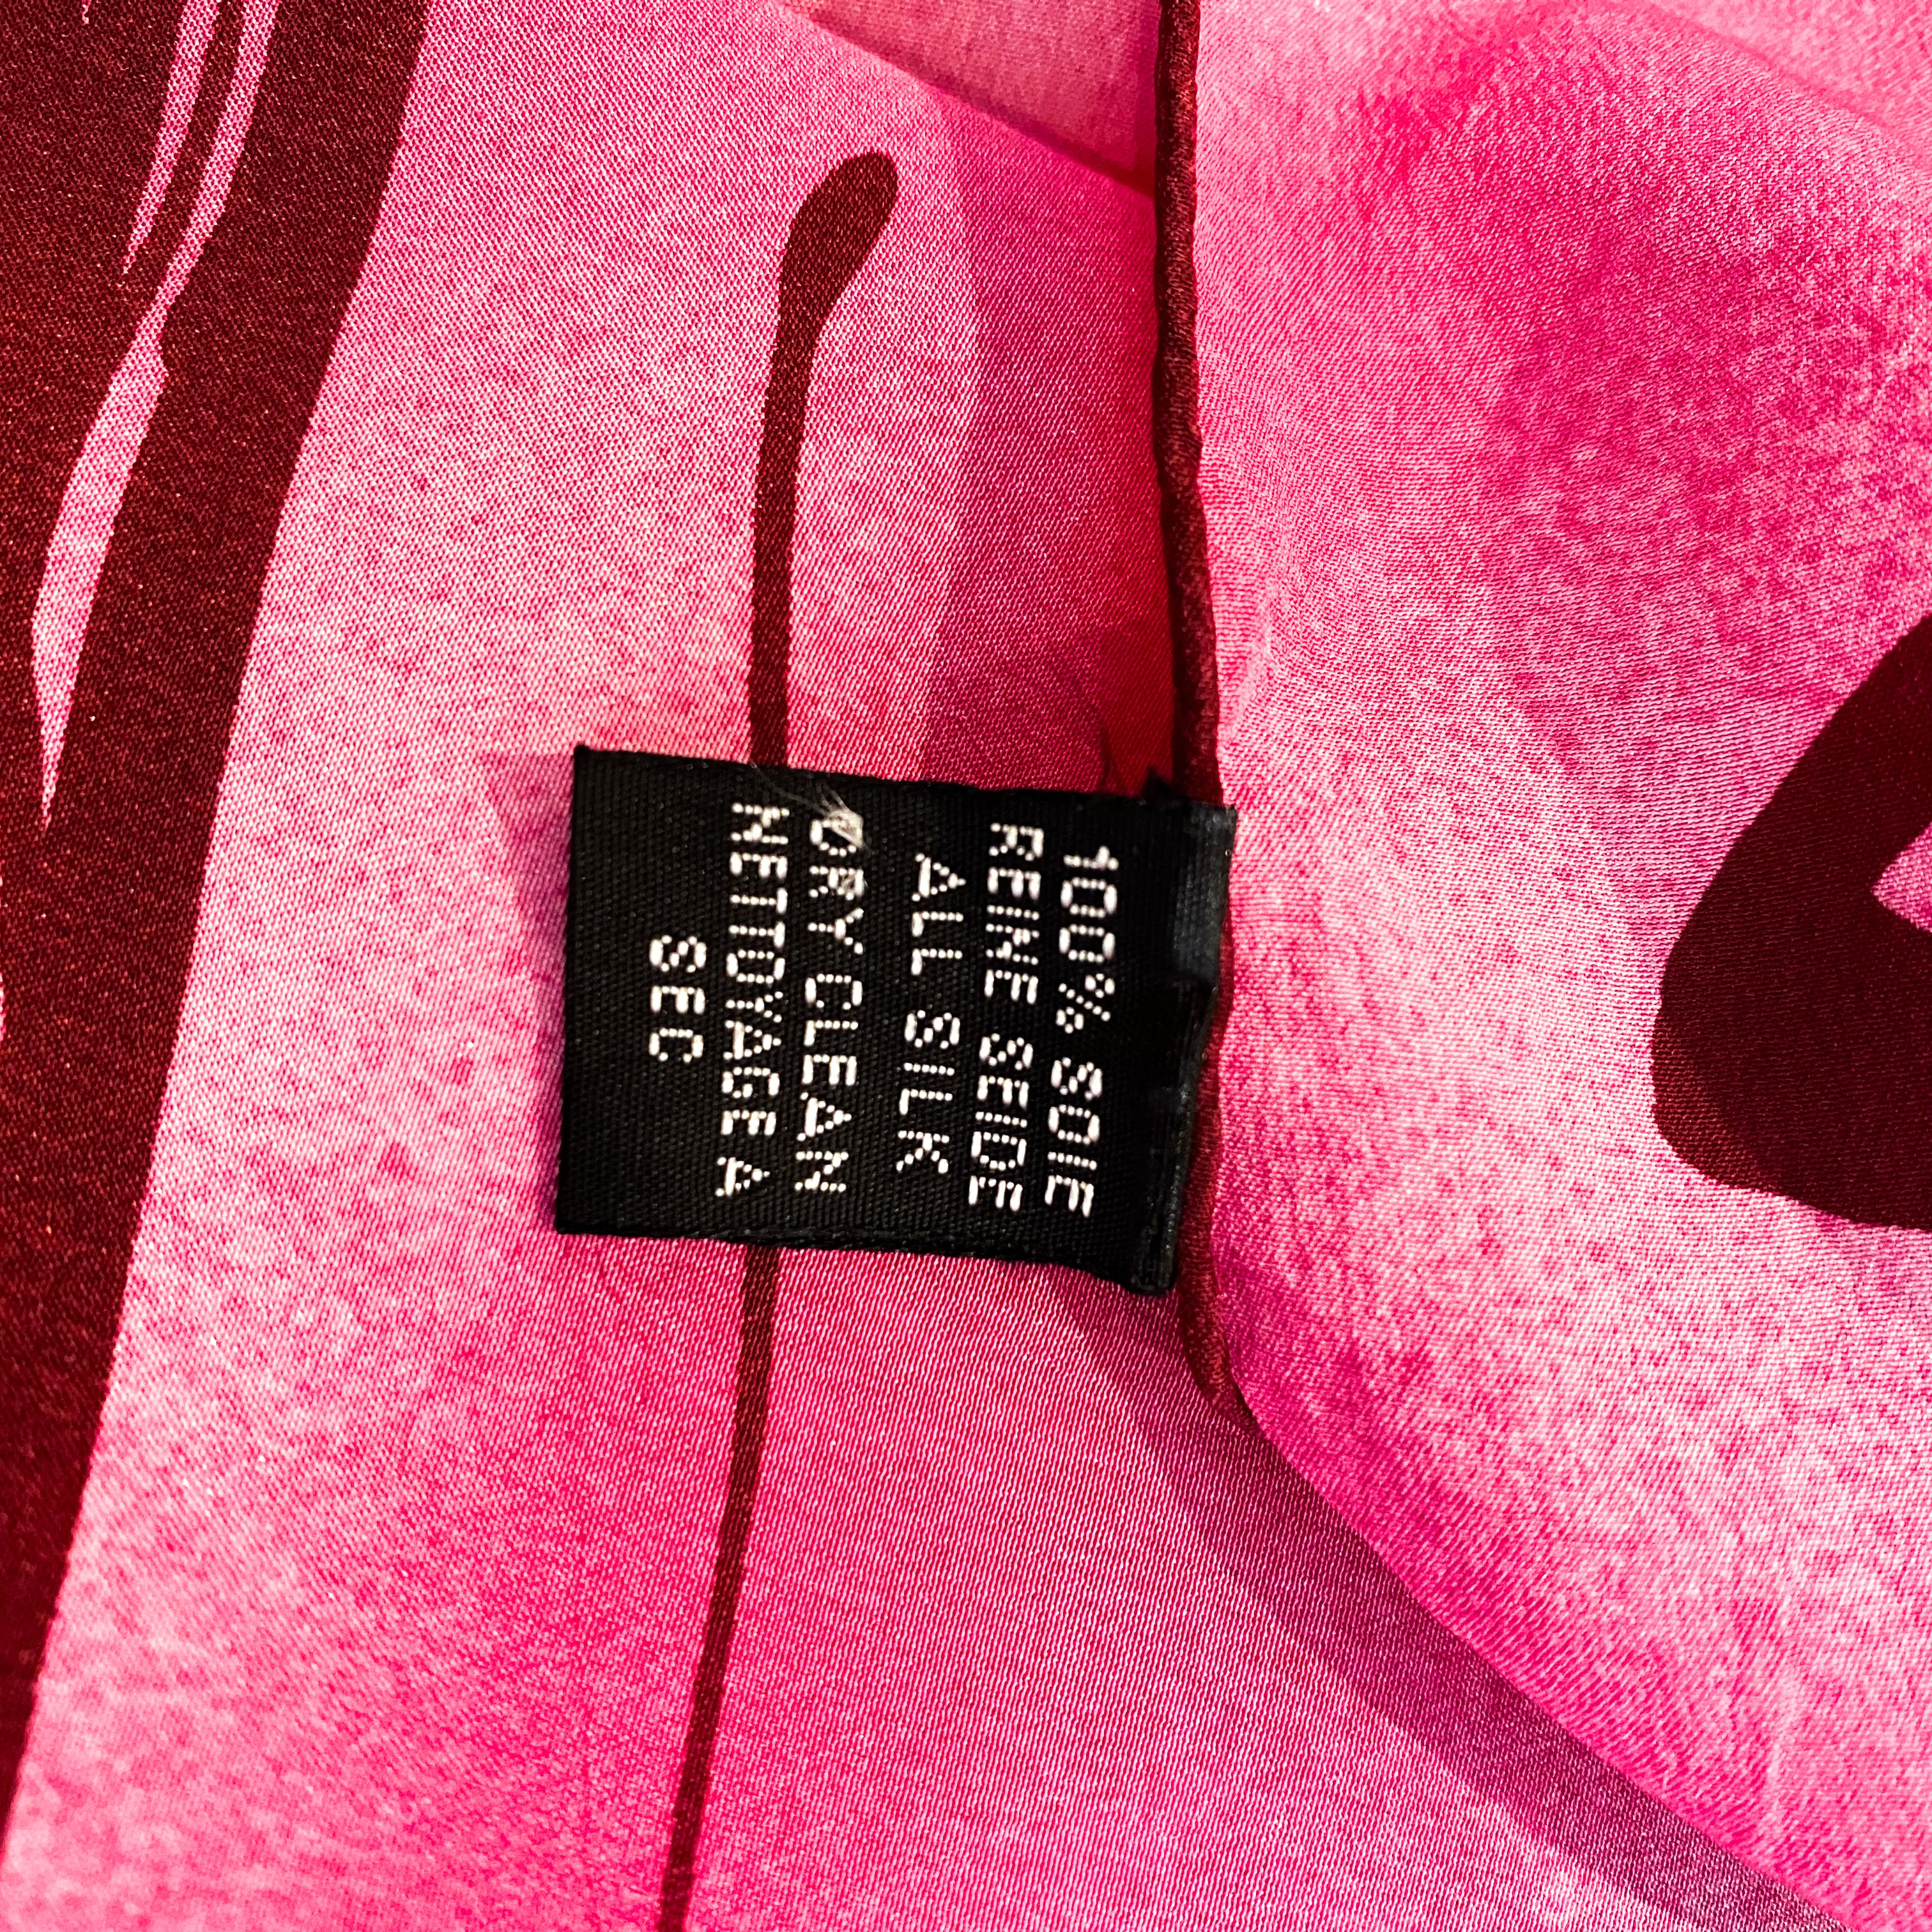 100% SOIE
REINE SEIDE
ALL SILK
DRY CLEAN
NETTOYAGE A
SEC